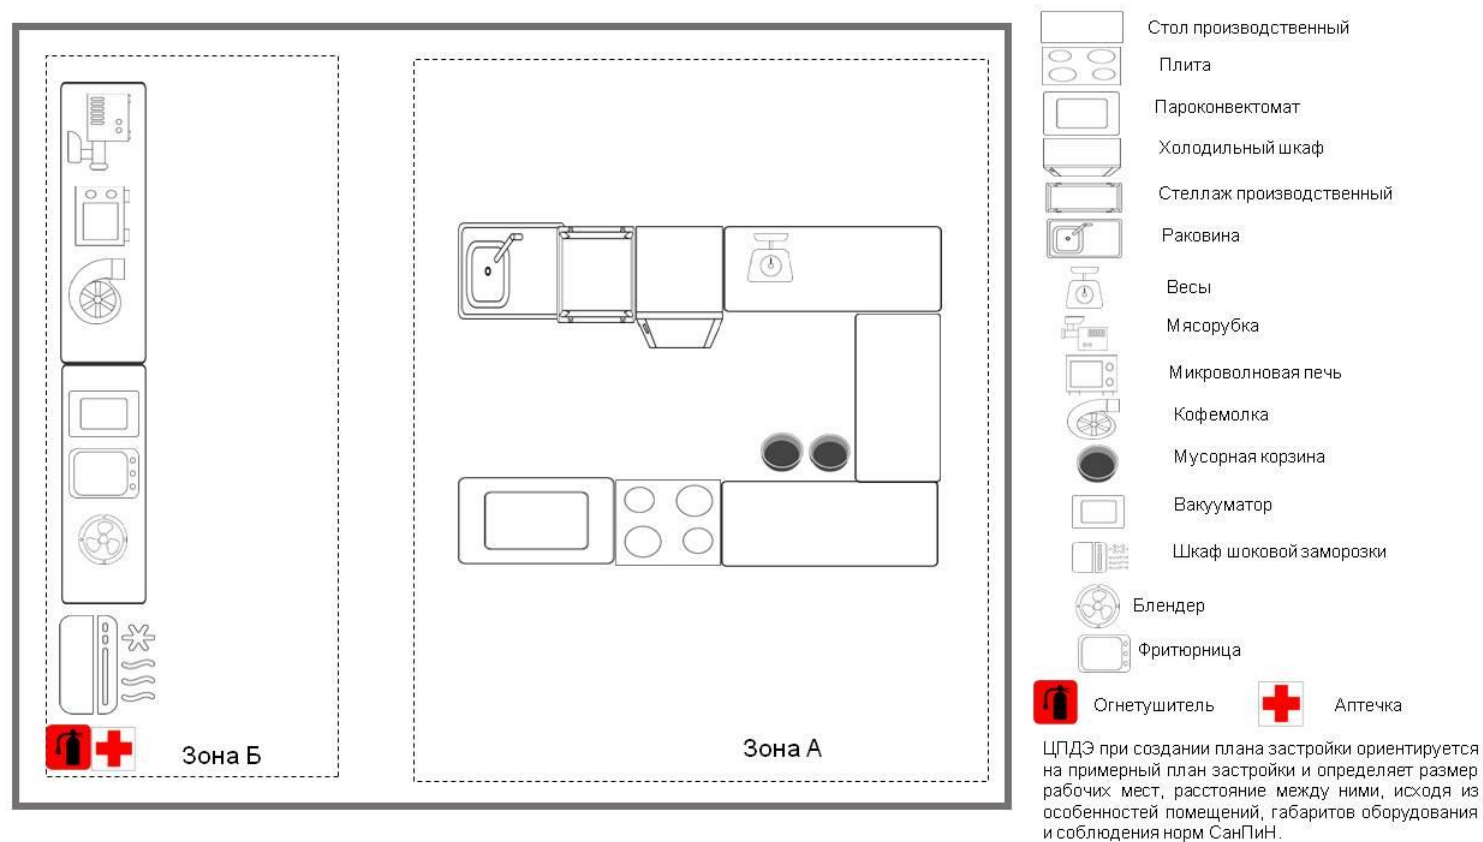 Зона Б
Зона А
Стол производственный
Плита
Пароконвектомат
Холодильный шкаф
Стеллаж производственный
Раковина
Весы
Мясорубка
Микроволновая печь
Кофемолка
Мусорная корзина
Вакууматор
Шкаф шоковой заморозки
Блендер
Фритюрница
Огнетушитель
Аптечка
ЦПДЭ при создании плана застройки ориентируется
на примерный план застройки и определяет размер
рабочих мест, расстояние между ними, исходя из
особенностей помещений, габаритов оборудования
и соблюдения норм СанПиН.